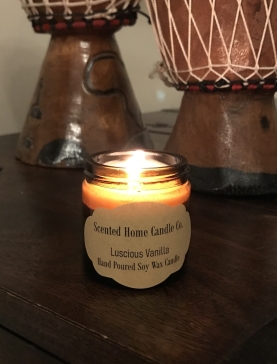 Scented Home Candle Co.
Luscious Vanilla
Hand Poured Soy Wax Candle